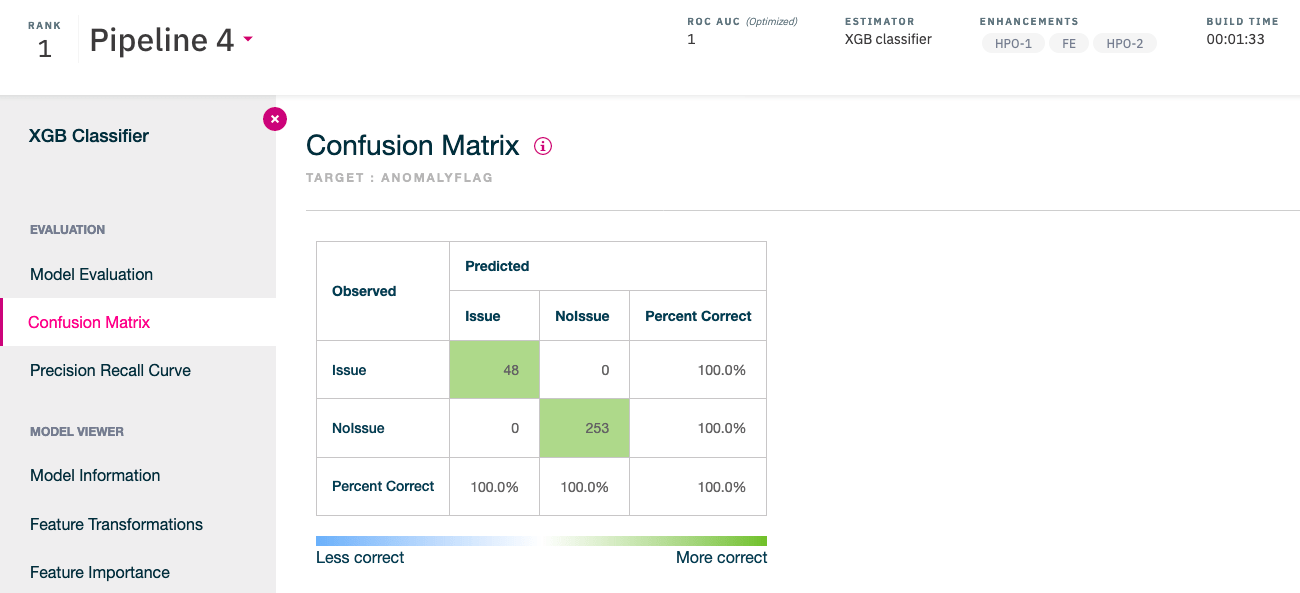 RANK
1
Pipeline 4
ROC AUC (Optimized)
1
ESTIMATOR
XGB classifier
ENHANCEMENTS
HPO-1 FE HPO-2
BUILD TIME
00:01:33
XGB Classifier
EVALUATION
Model Evaluation
Confusion Matrix
Precision Recall Curve
MODEL VIEWER
Model Information
Feature Transformations
Feature Importance
Confusion Matrix
TARGET : ANOMALYFLAG
Observed Predicted
Issue NoIssue Percent Correct
Issue 48 0 100.0%
NoIssue 0 253 100.0%
Percent Correct 100.0% 100.0% 100.0%
Less correct More correct